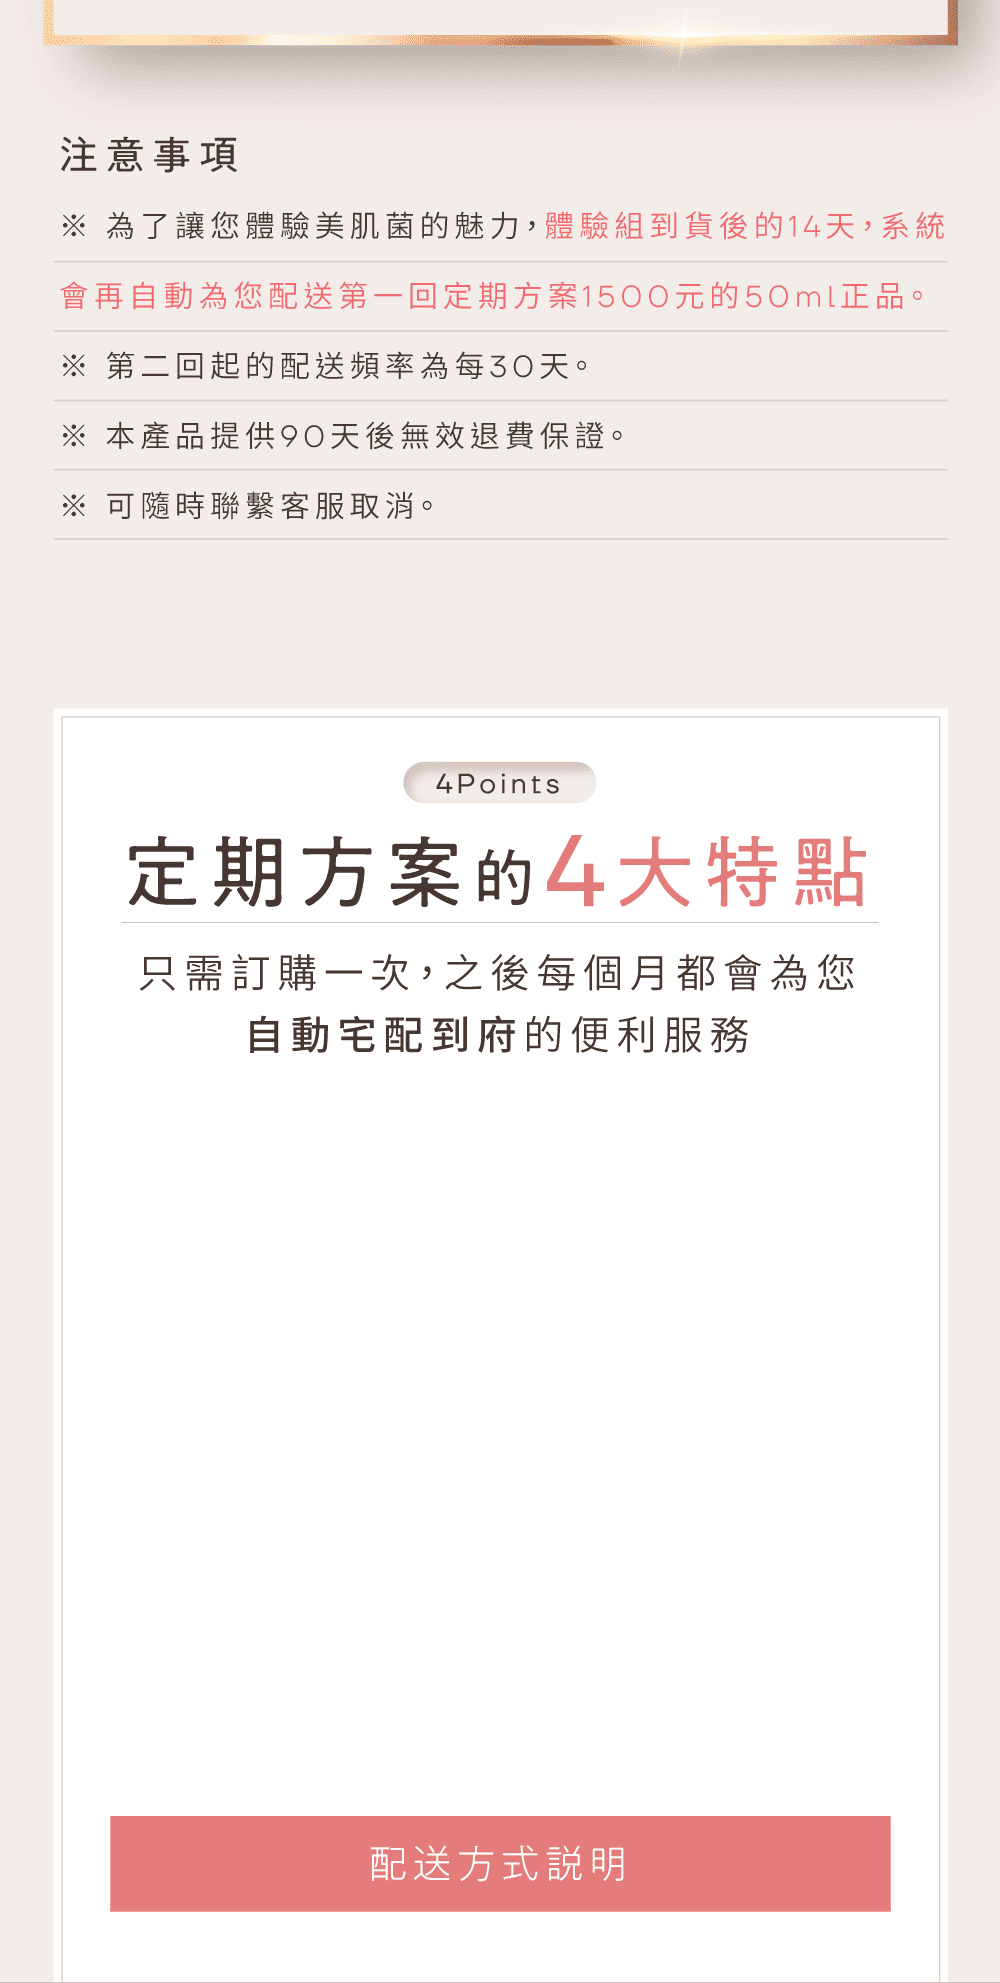 注意事項
※ 為了讓您體驗美肌菌的魅力，體驗組到貨後的14天，系統
會再自動為您配送第一回定期方案1500元的50ml正品。
※ 第二回起的配送頻率為每30天。
※ 本產品提供90天後無效退費保證。
※ 可隨時聯繫客服取消。
4Points
定期方案的4大特點
只需訂購一次，之後每個月都會為您
自動宅配到府的便利服務
配送方式説明